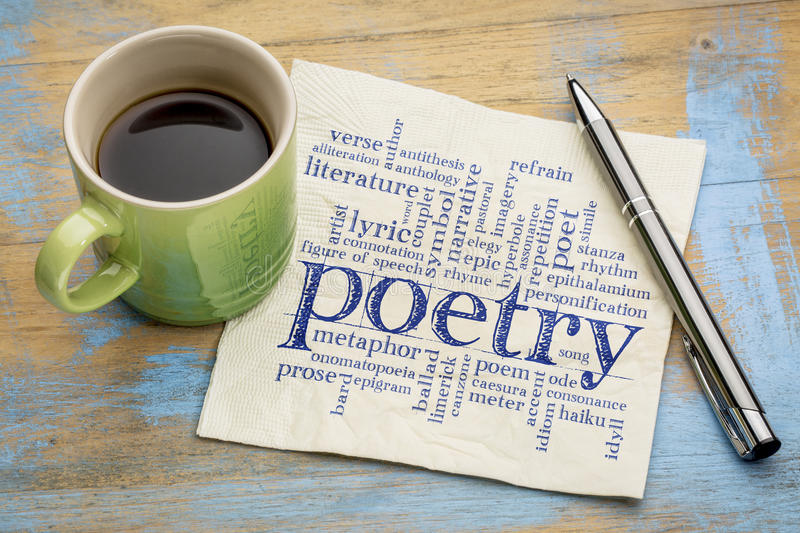 verse
author
alliteration
antithesis
anthology
literature
refrain
imagery
pastoral
narrative
symbol
couplet
word
artist
lyric
connotation
figure of speech
elegy
epic
rhyme
hyperbole
assonance
repetition
poet
simile
stanza
rhythm
epithalamium
personification
poetry
metaphor
onomatopoeia
prose
bard
epigram
ballad
limerick
canzone
poem
caesura
meter
accent
idiom
song
ode
consonance
haiku
idyll